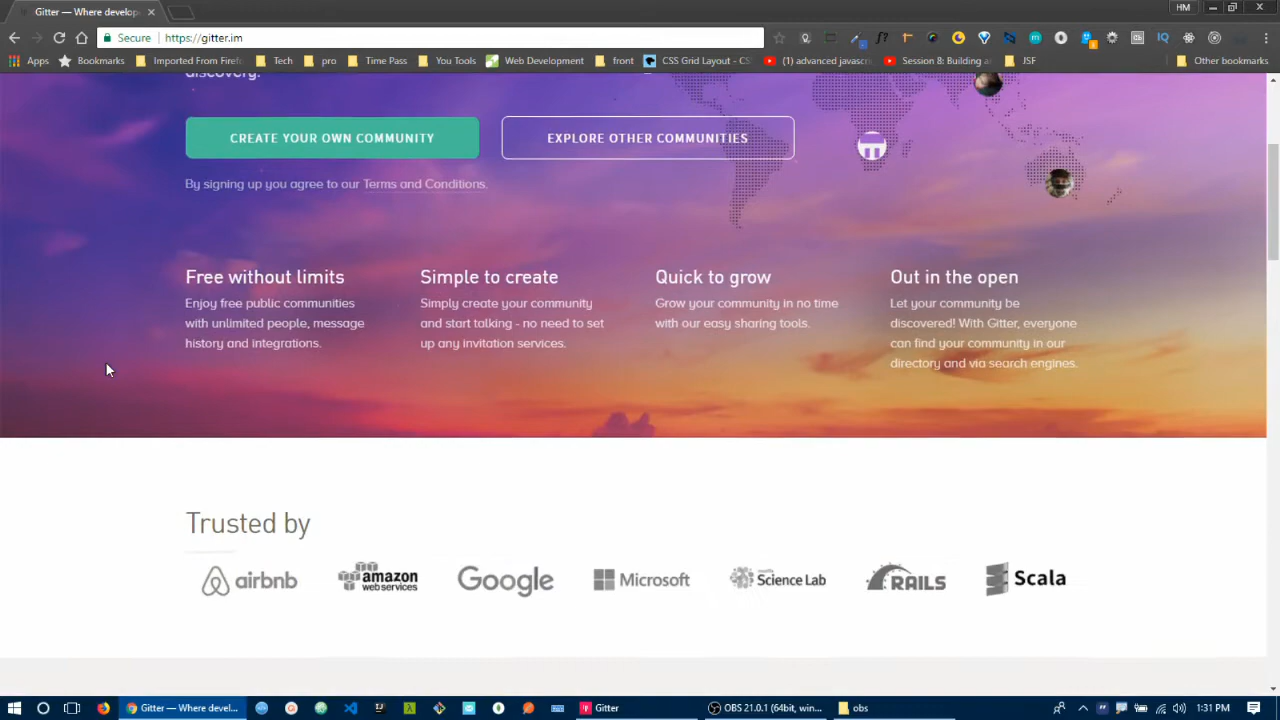 Gitter — Where develop
HM
Secure
https://gitter.im
Apps
Bookmarks
Imported From Firef
Tech
pro
Time Pass
You Tools
Web Development
front
CSS Grid Layout - CS
(1) advanced javascri
Session 8: Building a
JSF
Other bookmarks
discovery.
CREATE YOUR OWN COMMUNITY
EXPLORE OTHER COMMUNITIES
By signing up you agree to our Terms and Conditions.
Free without limits
Enjoy free public communities
with unlimited people, message
history and integrations.
Simple to create
Simply create your community
and start talking - no need to set
up any invitation services.
Quick to grow
Grow your community in no time
with our easy sharing tools.
Out in the open
Let your community be
discovered! With Gitter, everyone
can find your community in our
directory and via search engines.
Trusted by
airbnb
amazon
web services
Google
Microsoft
Science Lab
RAILS
Scala
Gitter — Where devel...
Gitter
OBS 21.0.1 (64bit, win...
obs
1:31 PM